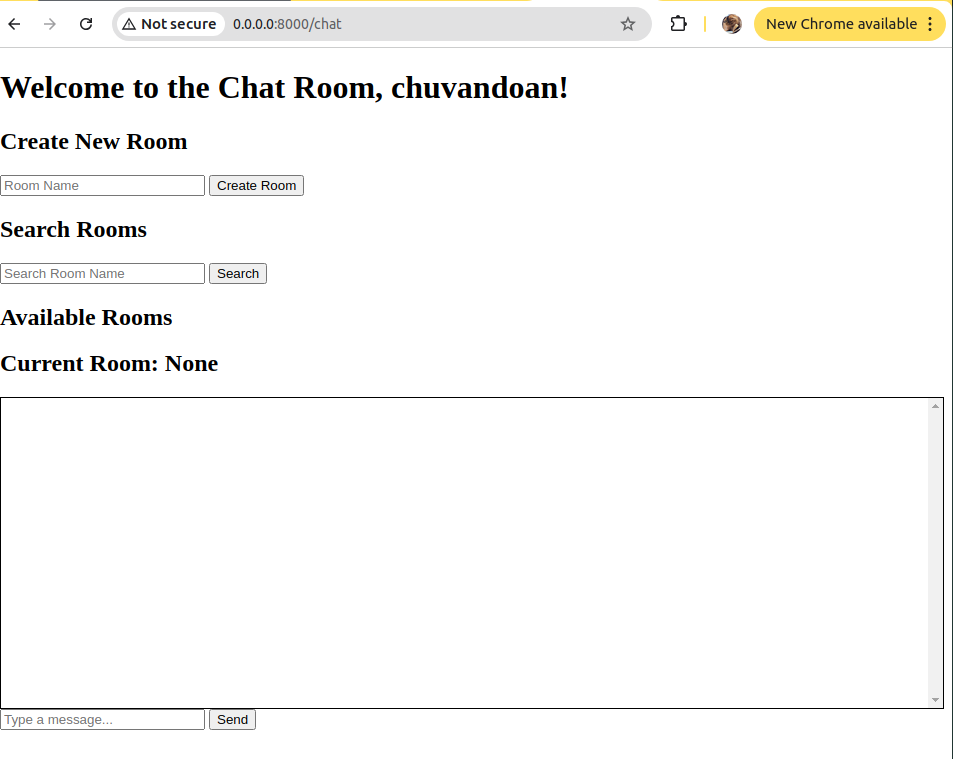 Not secure 0.0.0.0:8000/chat New Chrome available
Welcome to the Chat Room, chuvandoan!
Create New Room
Room Name Create Room
Search Rooms
Search Room Name Search
Available Rooms
Current Room: None
Type a message... Send